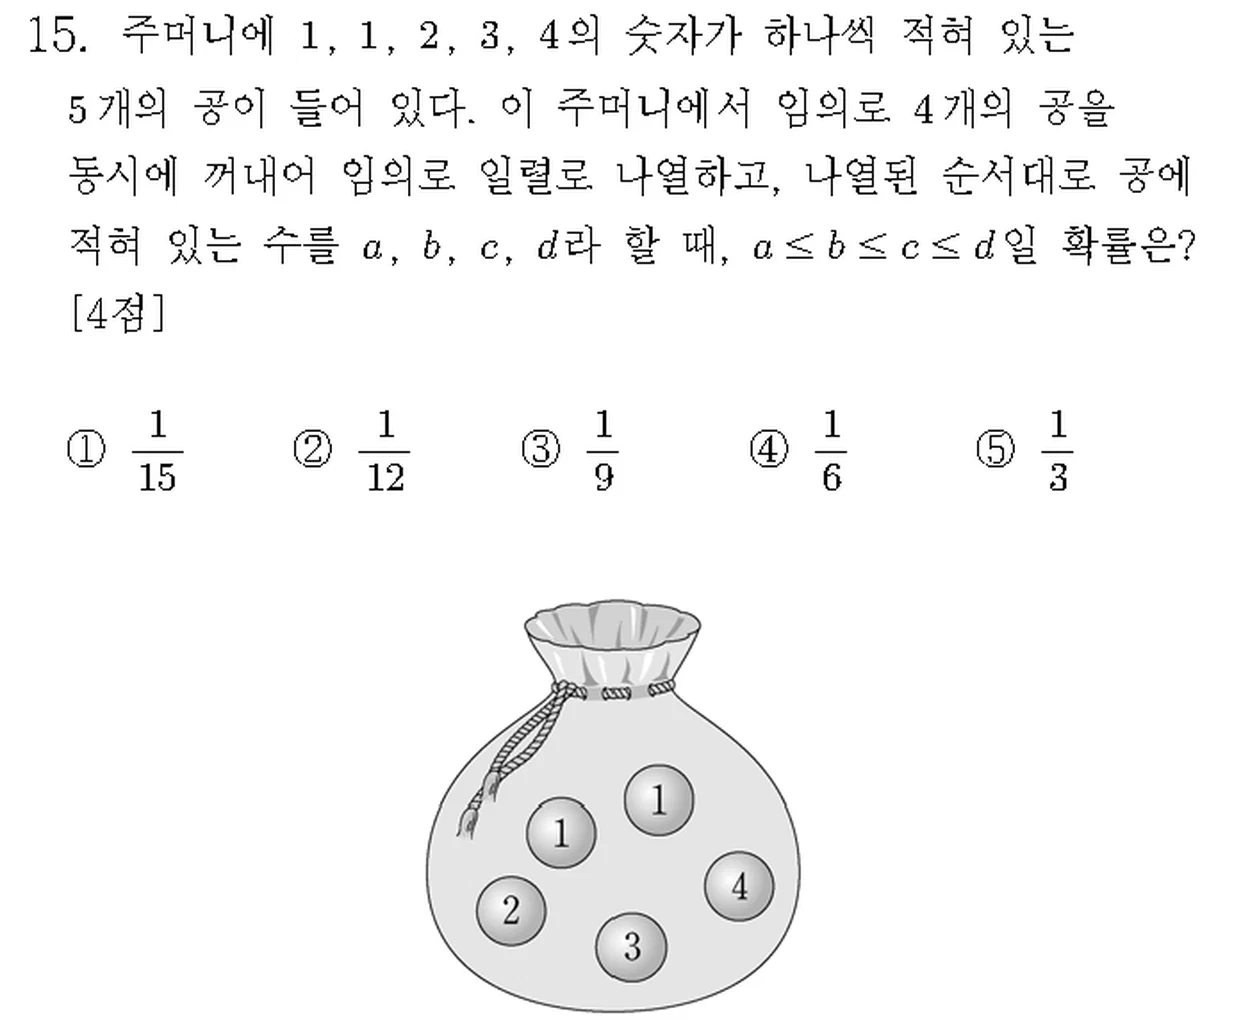 15. 주머니에 1, 1, 2, 3, 4의 숫자가 하나씩 적혀 있는
5개의 공이 들어 있다. 이 주머니에서 임의로 4개의 공을
동시에 꺼내어 임의로 일렬로 나열하고, 나열된 순서대로 공에
적혀 있는 수를 a, b, c, d라 할 때, a≤b≤c≤d일 확률은?
[4점]
① 1/15 ② 1/12 ③ 1/9 ④ 1/6 ⑤ 1/3
1
1
4
2
3